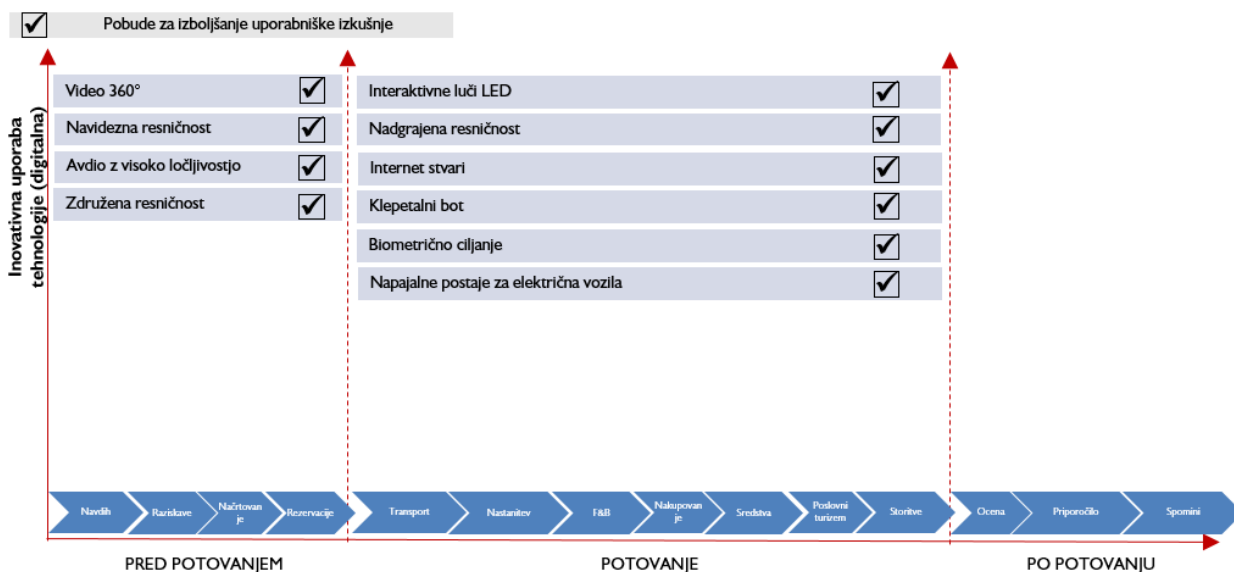 Pobude za izboljšanje uporabniške izkušnje
Inovativna uporaba
tehnologije (digitalna)
Video 360°
Navidezna resničnost
Avdio z visoko ločljivostjo
Združena resničnost
Interaktivne luči LED
Nadgrajena resničnost
Internet stvari
Klepetalni bot
Biometrično ciljanje
Napajalne postaje za električna vozila
Navdih
Raziskave
Načrtovan
je
Rezervacije
Transport
Nastanitev
F&B
Nakupovan
je
Sredstva
Poslovni
turizem
Storitve
Ocena
Priporočilo
Spomini
PRED POTOVANJEM
POTOVANJE
PO POTOVANJU